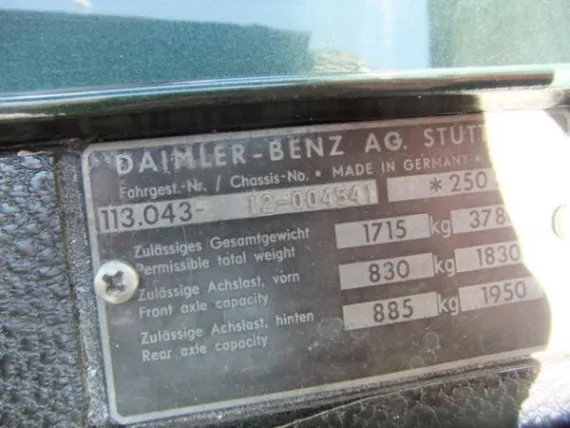 DAIMLER-BENZ AG. STUTT
Fahrgest.-Nr. / Chassis-No. • MADE IN GERMANY •
113.043- 12-004541 * 250
Zulässiges Gesamtgewicht
Permissible total weight 1715 kg 378
Zulässige Achslast, vorn
Front axle capacity 830 kg 1830
Zulässige Achslast, hinten
Rear axle capacity 885 kg 1950